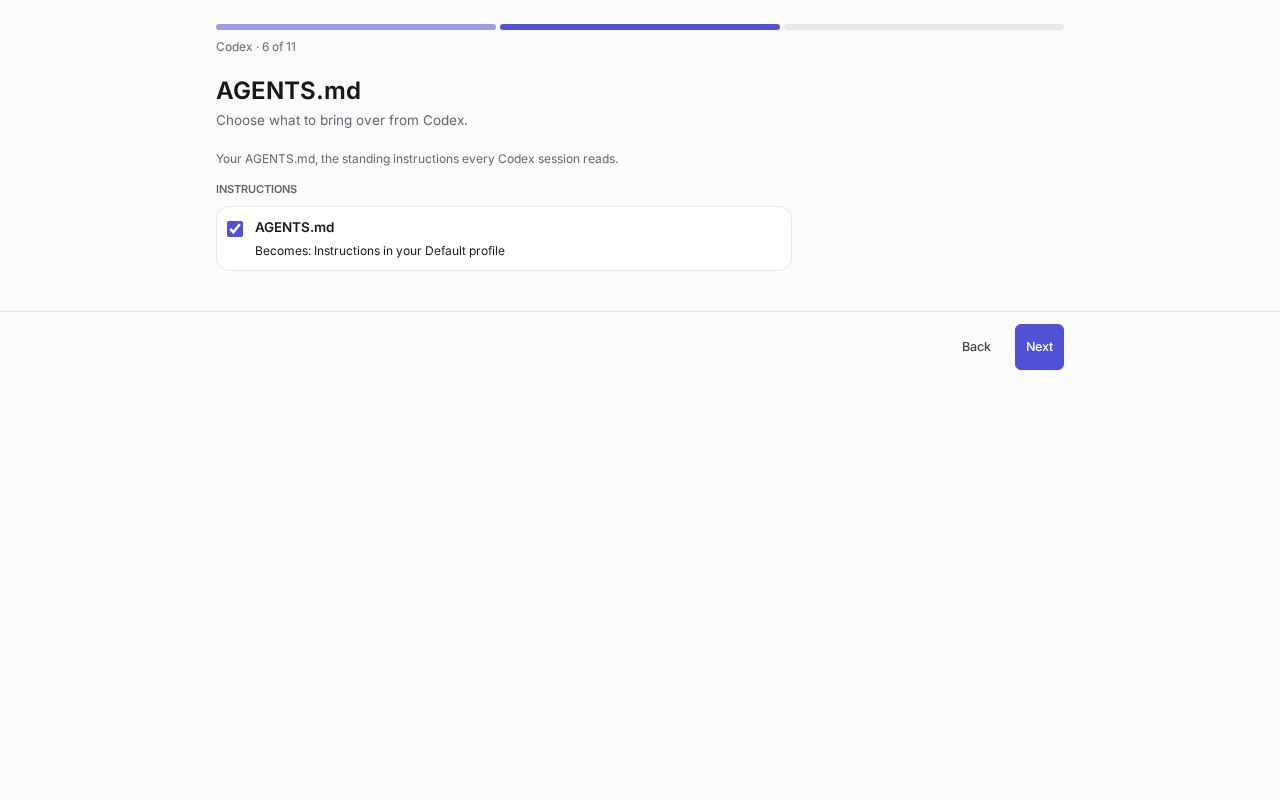 Codex · 6 of 11
AGENTS.md
Choose what to bring over from Codex.
Your AGENTS.md, the standing instructions every Codex session reads.
INSTRUCTIONS
AGENTS.md
Becomes: Instructions in your Default profile
Back
Next